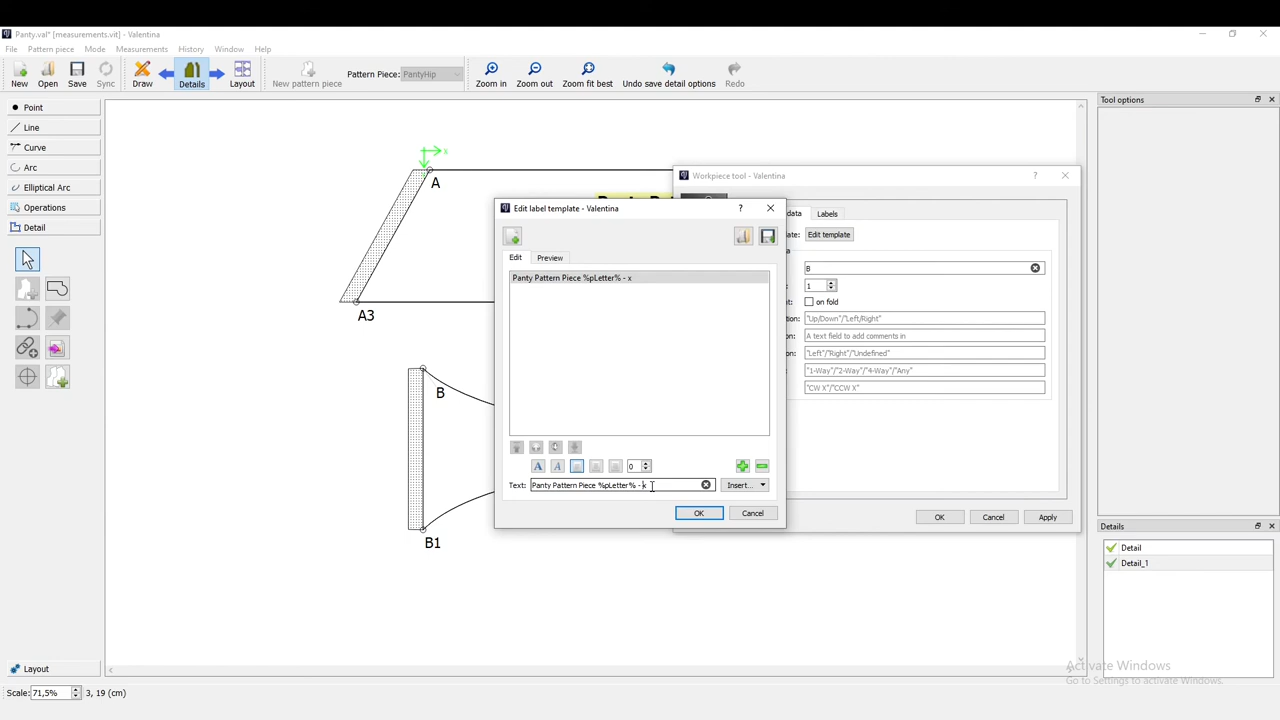 Panty.val* [measurements.vit] - Valentina
File Pattern piece Mode Measurements History Window Help
New Open Save Sync Draw Details Layout New pattern piece Pattern Piece: PantyHip Zoom in Zoom out Zoom fit best Undo save detail options Redo
Point
Line
Curve
Arc
Elliptical Arc
Operations
Detail
Layout
Scale: 71,5% 3, 19 (cm)
x
A
A3
B
B1
Workpiece tool - Valentina
Labels
Edit template
B
1
on fold
"Up/Down"/"Left/Right"
A text field to add comments in
"Left"/"Right"/"Undefined"
"1-Way"/"2-Way"/"4-Way"/"Any"
"CW X"/"CCW X"
OK Cancel Apply
Edit label template - Valentina
Edit Preview
Panty Pattern Piece %pLetter% - x
0
Text: Panty Pattern Piece %pLetter% - x Insert...
OK Cancel
Tool options
Details
Detail
Detail_1
Activate Windows
Go to Settings to activate Windows.